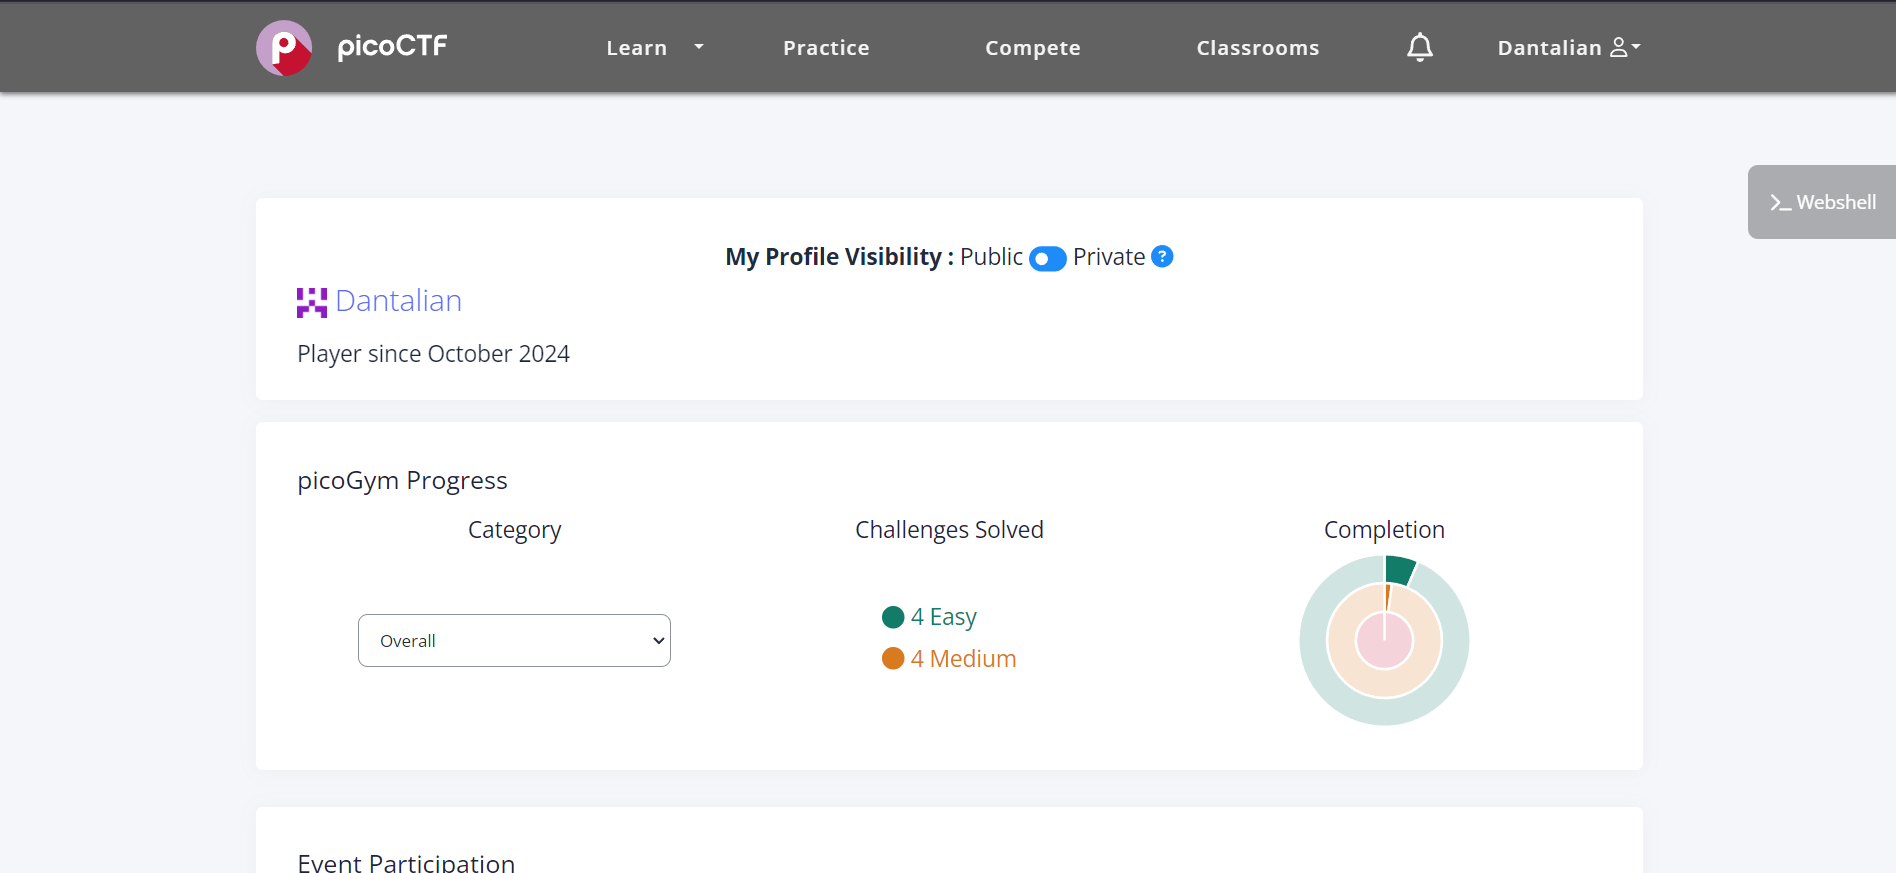 picoCTF Learn Practice Compete Classrooms Dantalian
>_ Webshell
My Profile Visibility : Public Private ?
Dantalian
Player since October 2024
picoGym Progress
Category Challenges Solved Completion
4 Easy
Overall
4 Medium
Event Participation